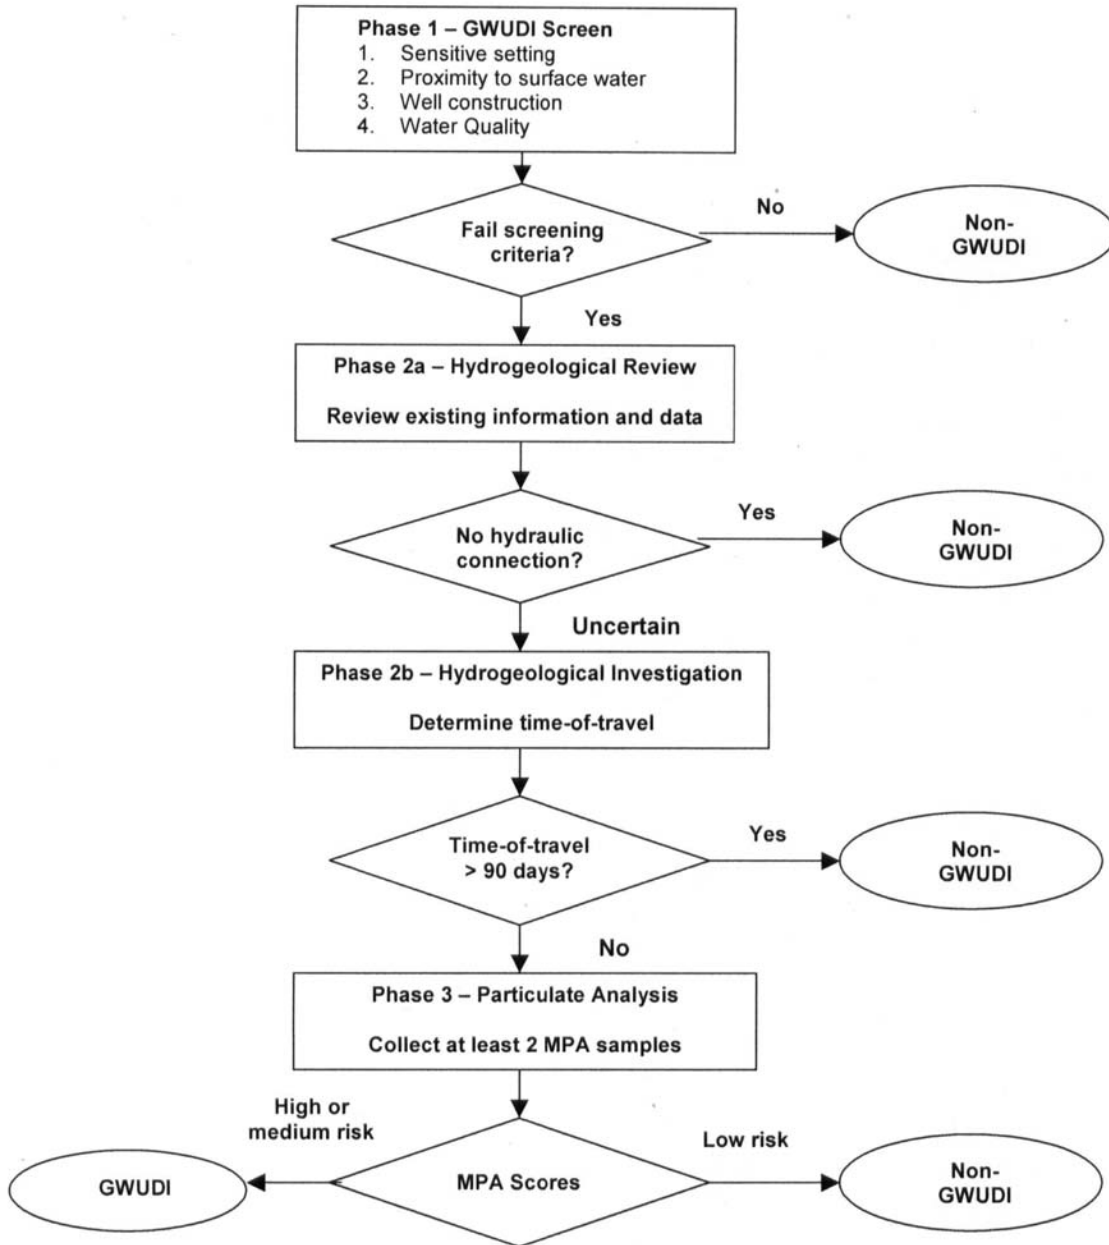 Phase 1 – GWUDI Screen
1. Sensitive setting
2. Proximity to surface water
3. Well construction
4. Water Quality
Fail screening
criteria?
No
Non-
GWUDI
Yes
Phase 2a – Hydrogeological Review
Review existing information and data
No hydraulic
connection?
Yes
Non-
GWUDI
Uncertain
Phase 2b – Hydrogeological Investigation
Determine time-of-travel
Time-of-travel
> 90 days?
Yes
Non-
GWUDI
No
Phase 3 – Particulate Analysis
Collect at least 2 MPA samples
High or
medium risk
GWUDI
MPA Scores
Low risk
Non-
GWUDI